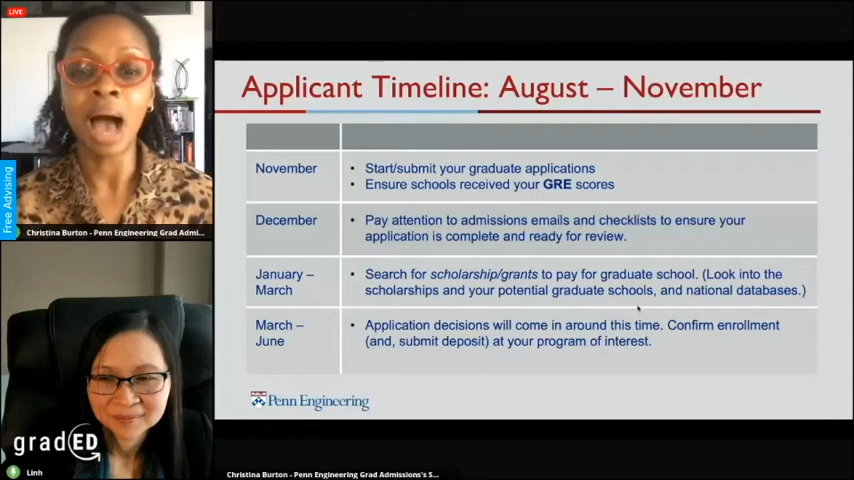 LIVE
Free Advising
Christina Burton - Penn Engineering Grad Admi...
gradED
Linh
Applicant Timeline: August – November
November
• Start/submit your graduate applications
• Ensure schools received your GRE scores
December
• Pay attention to admissions emails and checklists to ensure your
application is complete and ready for review.
January –
March
• Search for scholarship/grants to pay for graduate school. (Look into the
scholarships and your potential graduate schools, and national databases.)
March –
June
• Application decisions will come in around this time. Confirm enrollment
(and, submit deposit) at your program of interest.
Penn Engineering
Christina Burton - Penn Engineering Grad Admissions's S...